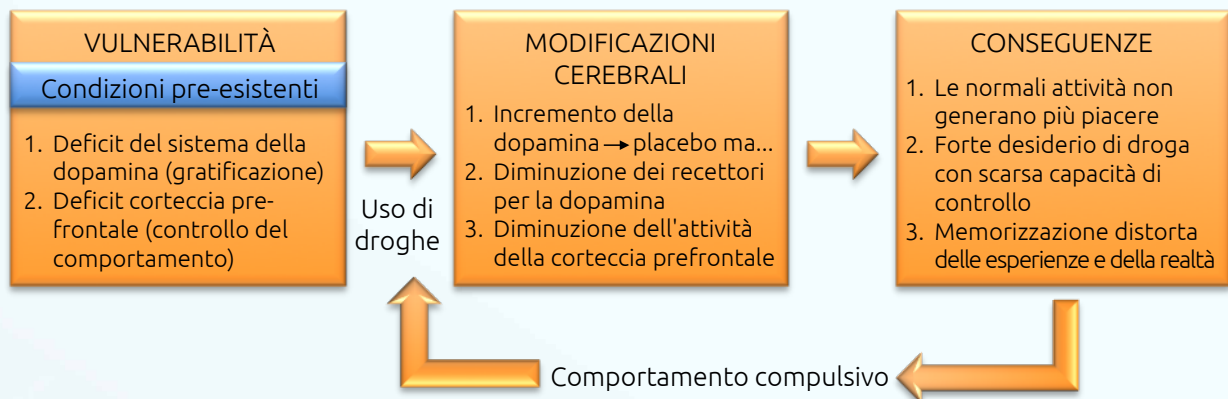 VULNERABILITÀ
Condizioni pre-esistenti
1. Deficit del sistema della
dopamina (gratificazione)
2. Deficit corteccia pre-
frontale (controllo del
comportamento)
Uso di
droghe
MODIFICAZIONI
CEREBRALI
1. Incremento della
dopamina → placebo ma...
2. Diminuzione dei recettori
per la dopamina
3. Diminuzione dell'attività
della corteccia prefrontale
CONSEGUENZE
1. Le normali attività non
generano più piacere
2. Forte desiderio di droga
con scarsa capacità di
controllo
3. Memorizzazione distorta
delle esperienze e della realtà
Comportamento compulsivo